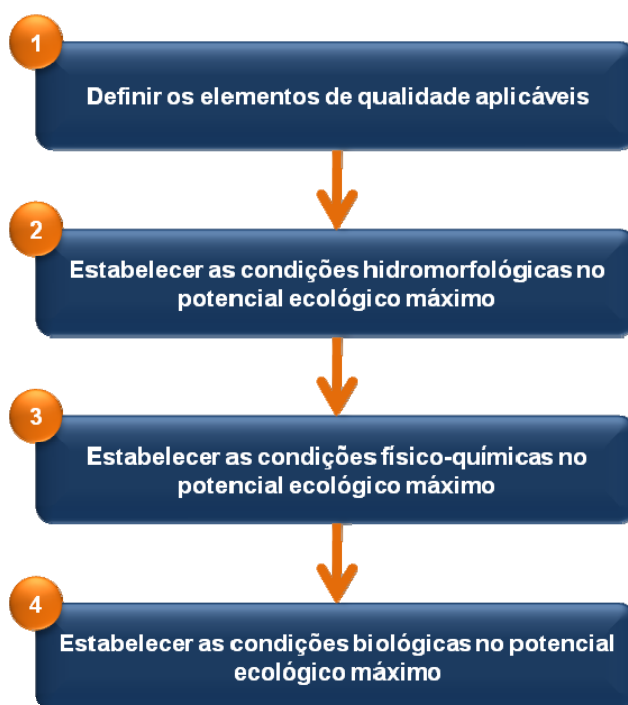 1
Definir os elementos de qualidade aplicáveis
2
Estabelecer as condições hidromorfológicas no
potencial ecológico máximo
3
Estabelecer as condições físico-químicas no
potencial ecológico máximo
4
Estabelecer as condições biológicas no potencial
ecológico máximo